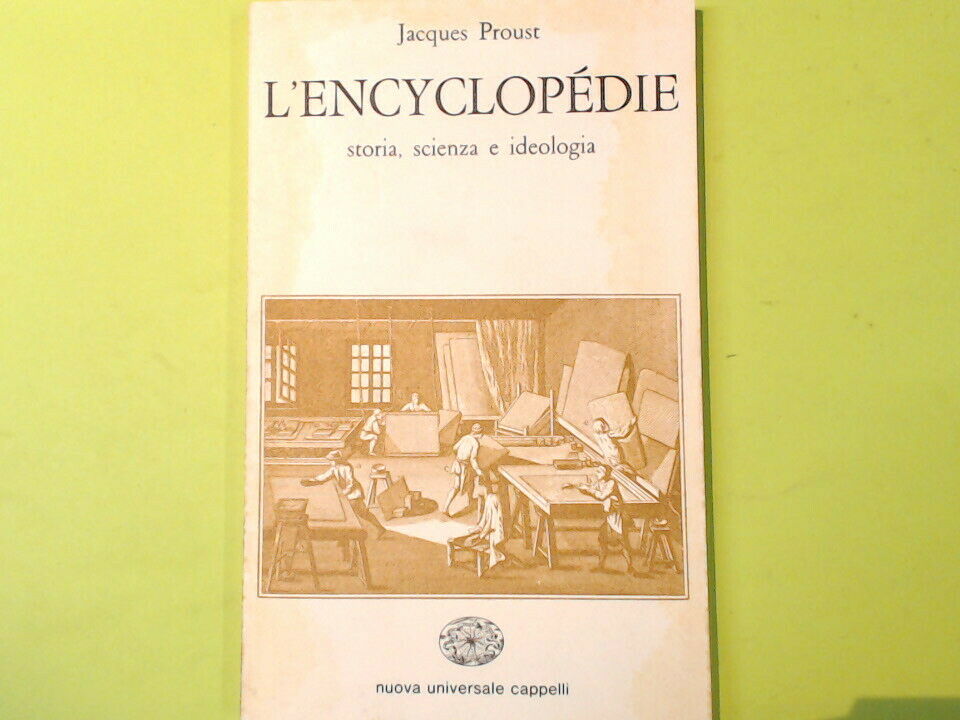 Jacques Proust
L'ENCYCLOPÉDIE
storia, scienza e ideologia
nuova universale cappelli